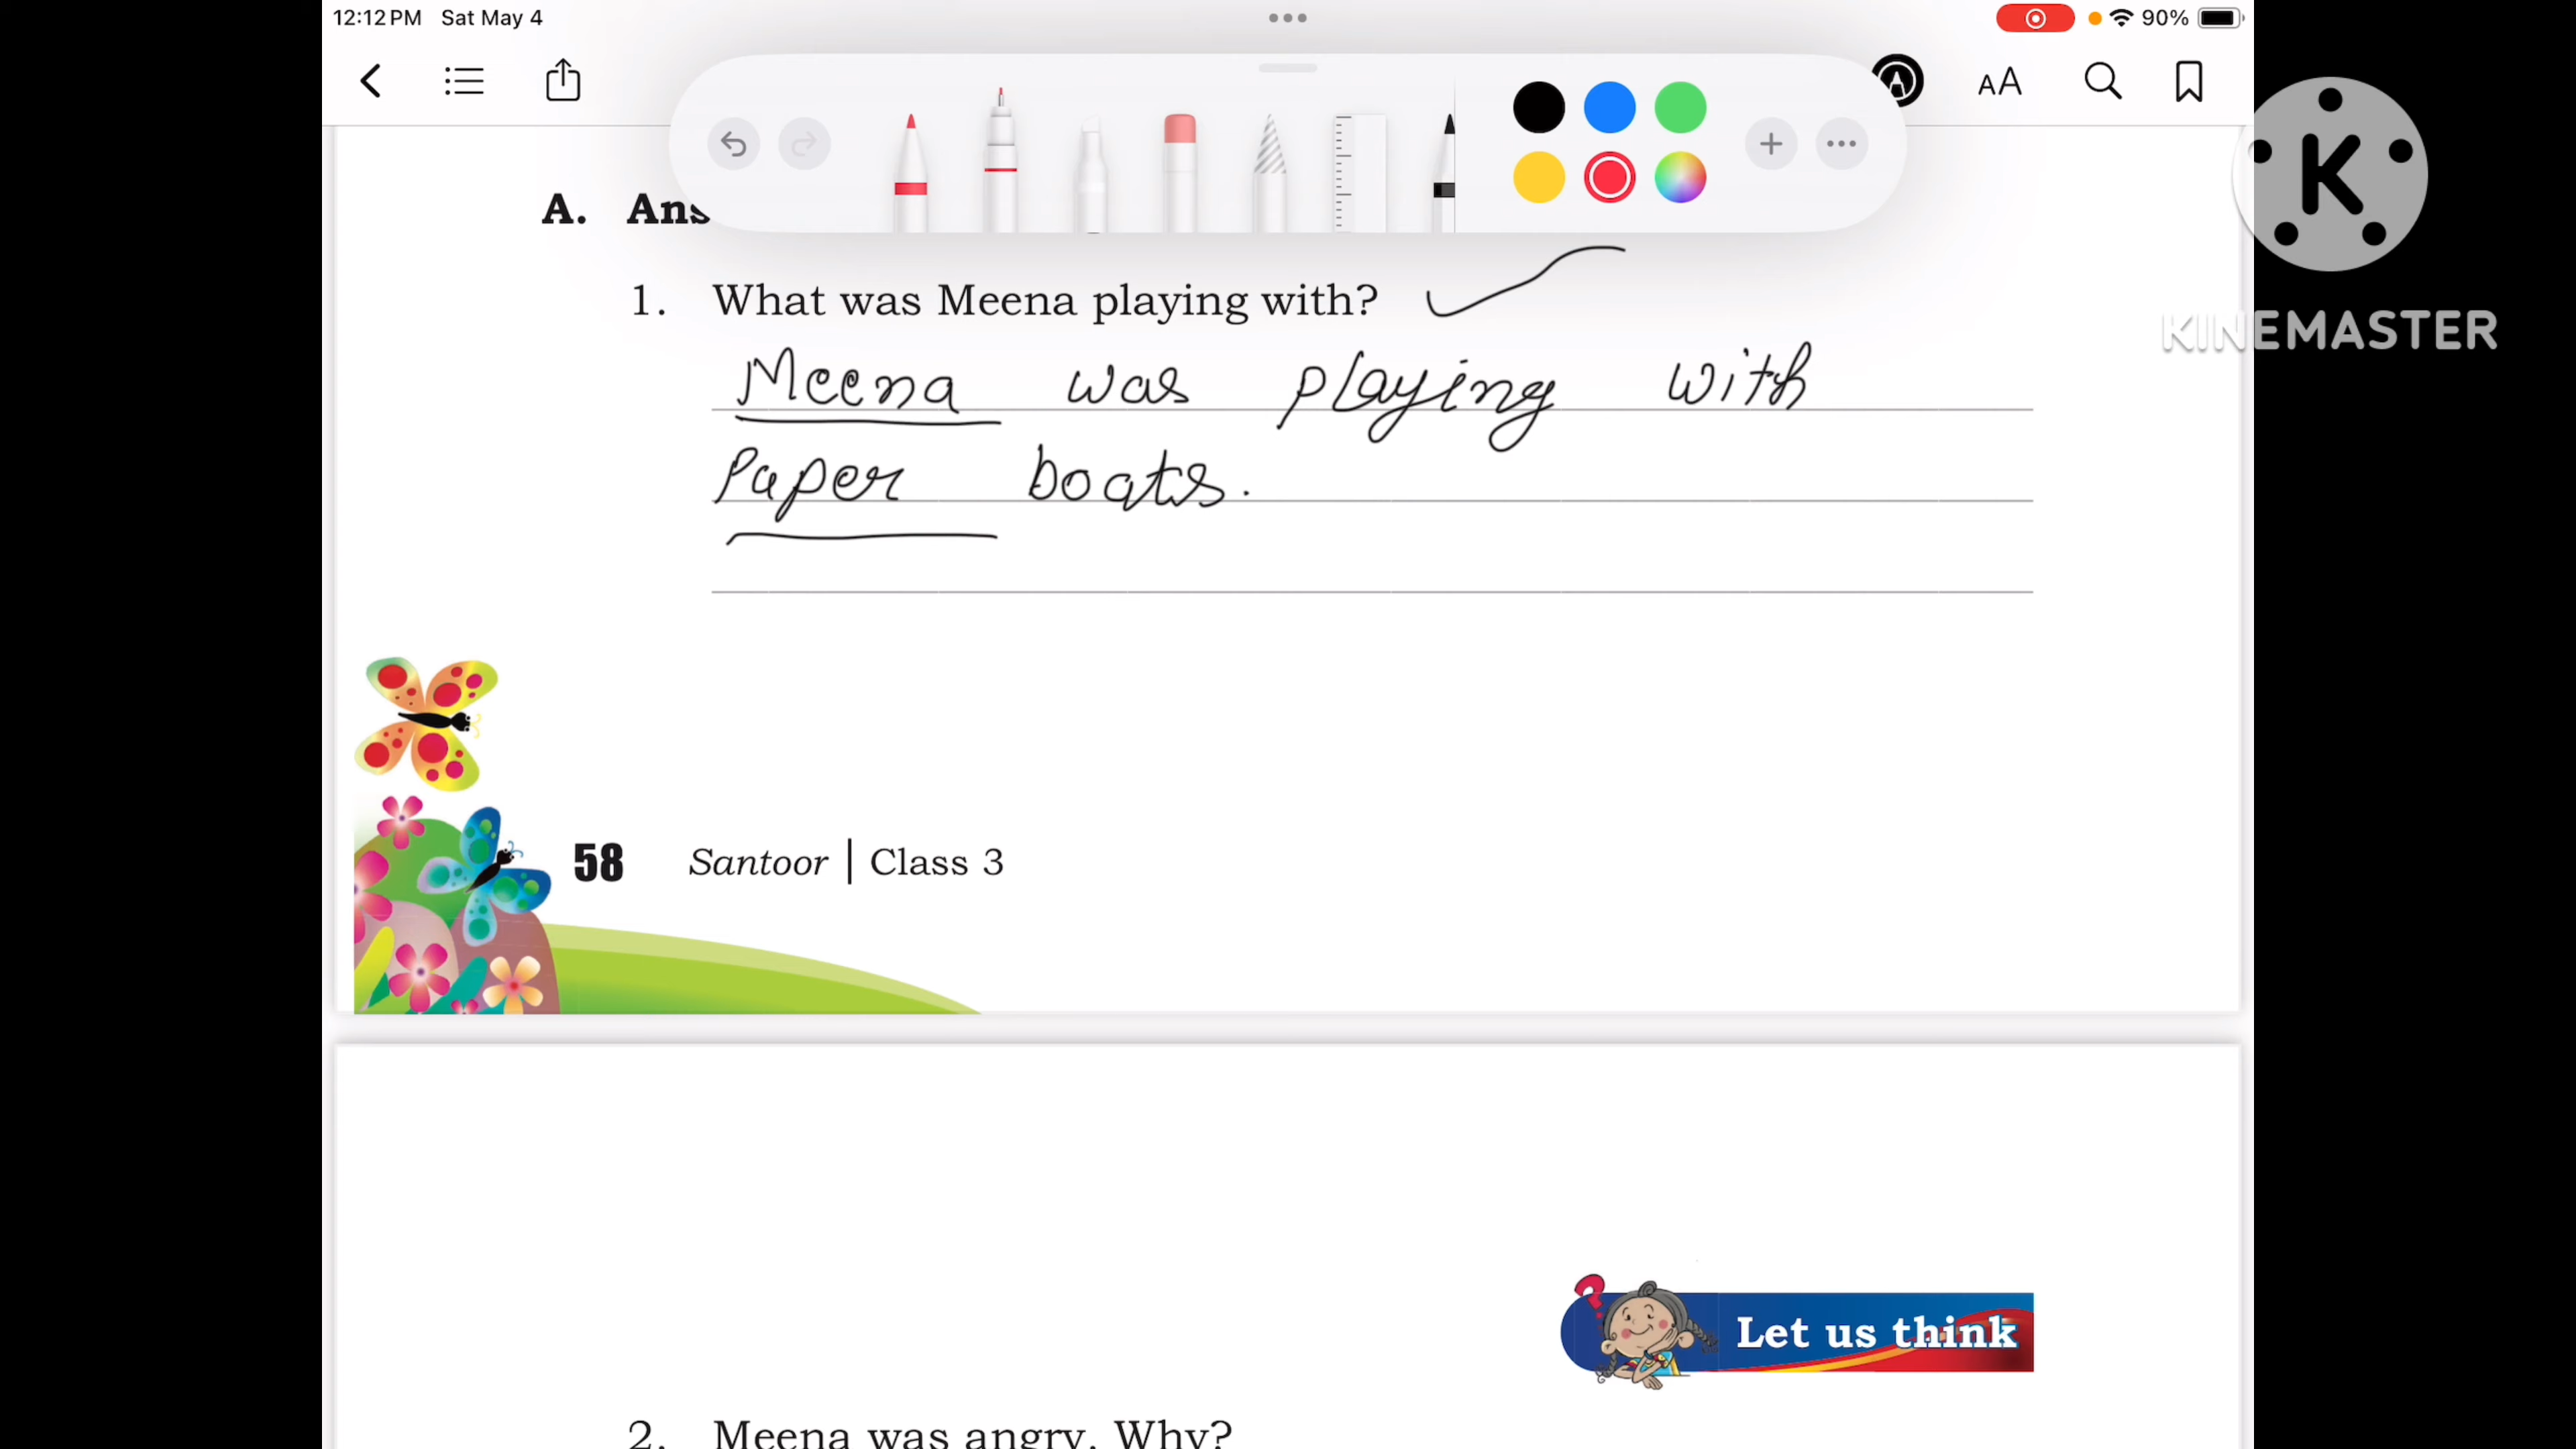 12:12 PM Sat May 4
90%
A. Ans
1. What was Meena playing with?
Meena was playing with
Paper boats.
58 Santoor | Class 3
Let us think
2. Meena was angry. Why?
AA
K
KINEMASTER